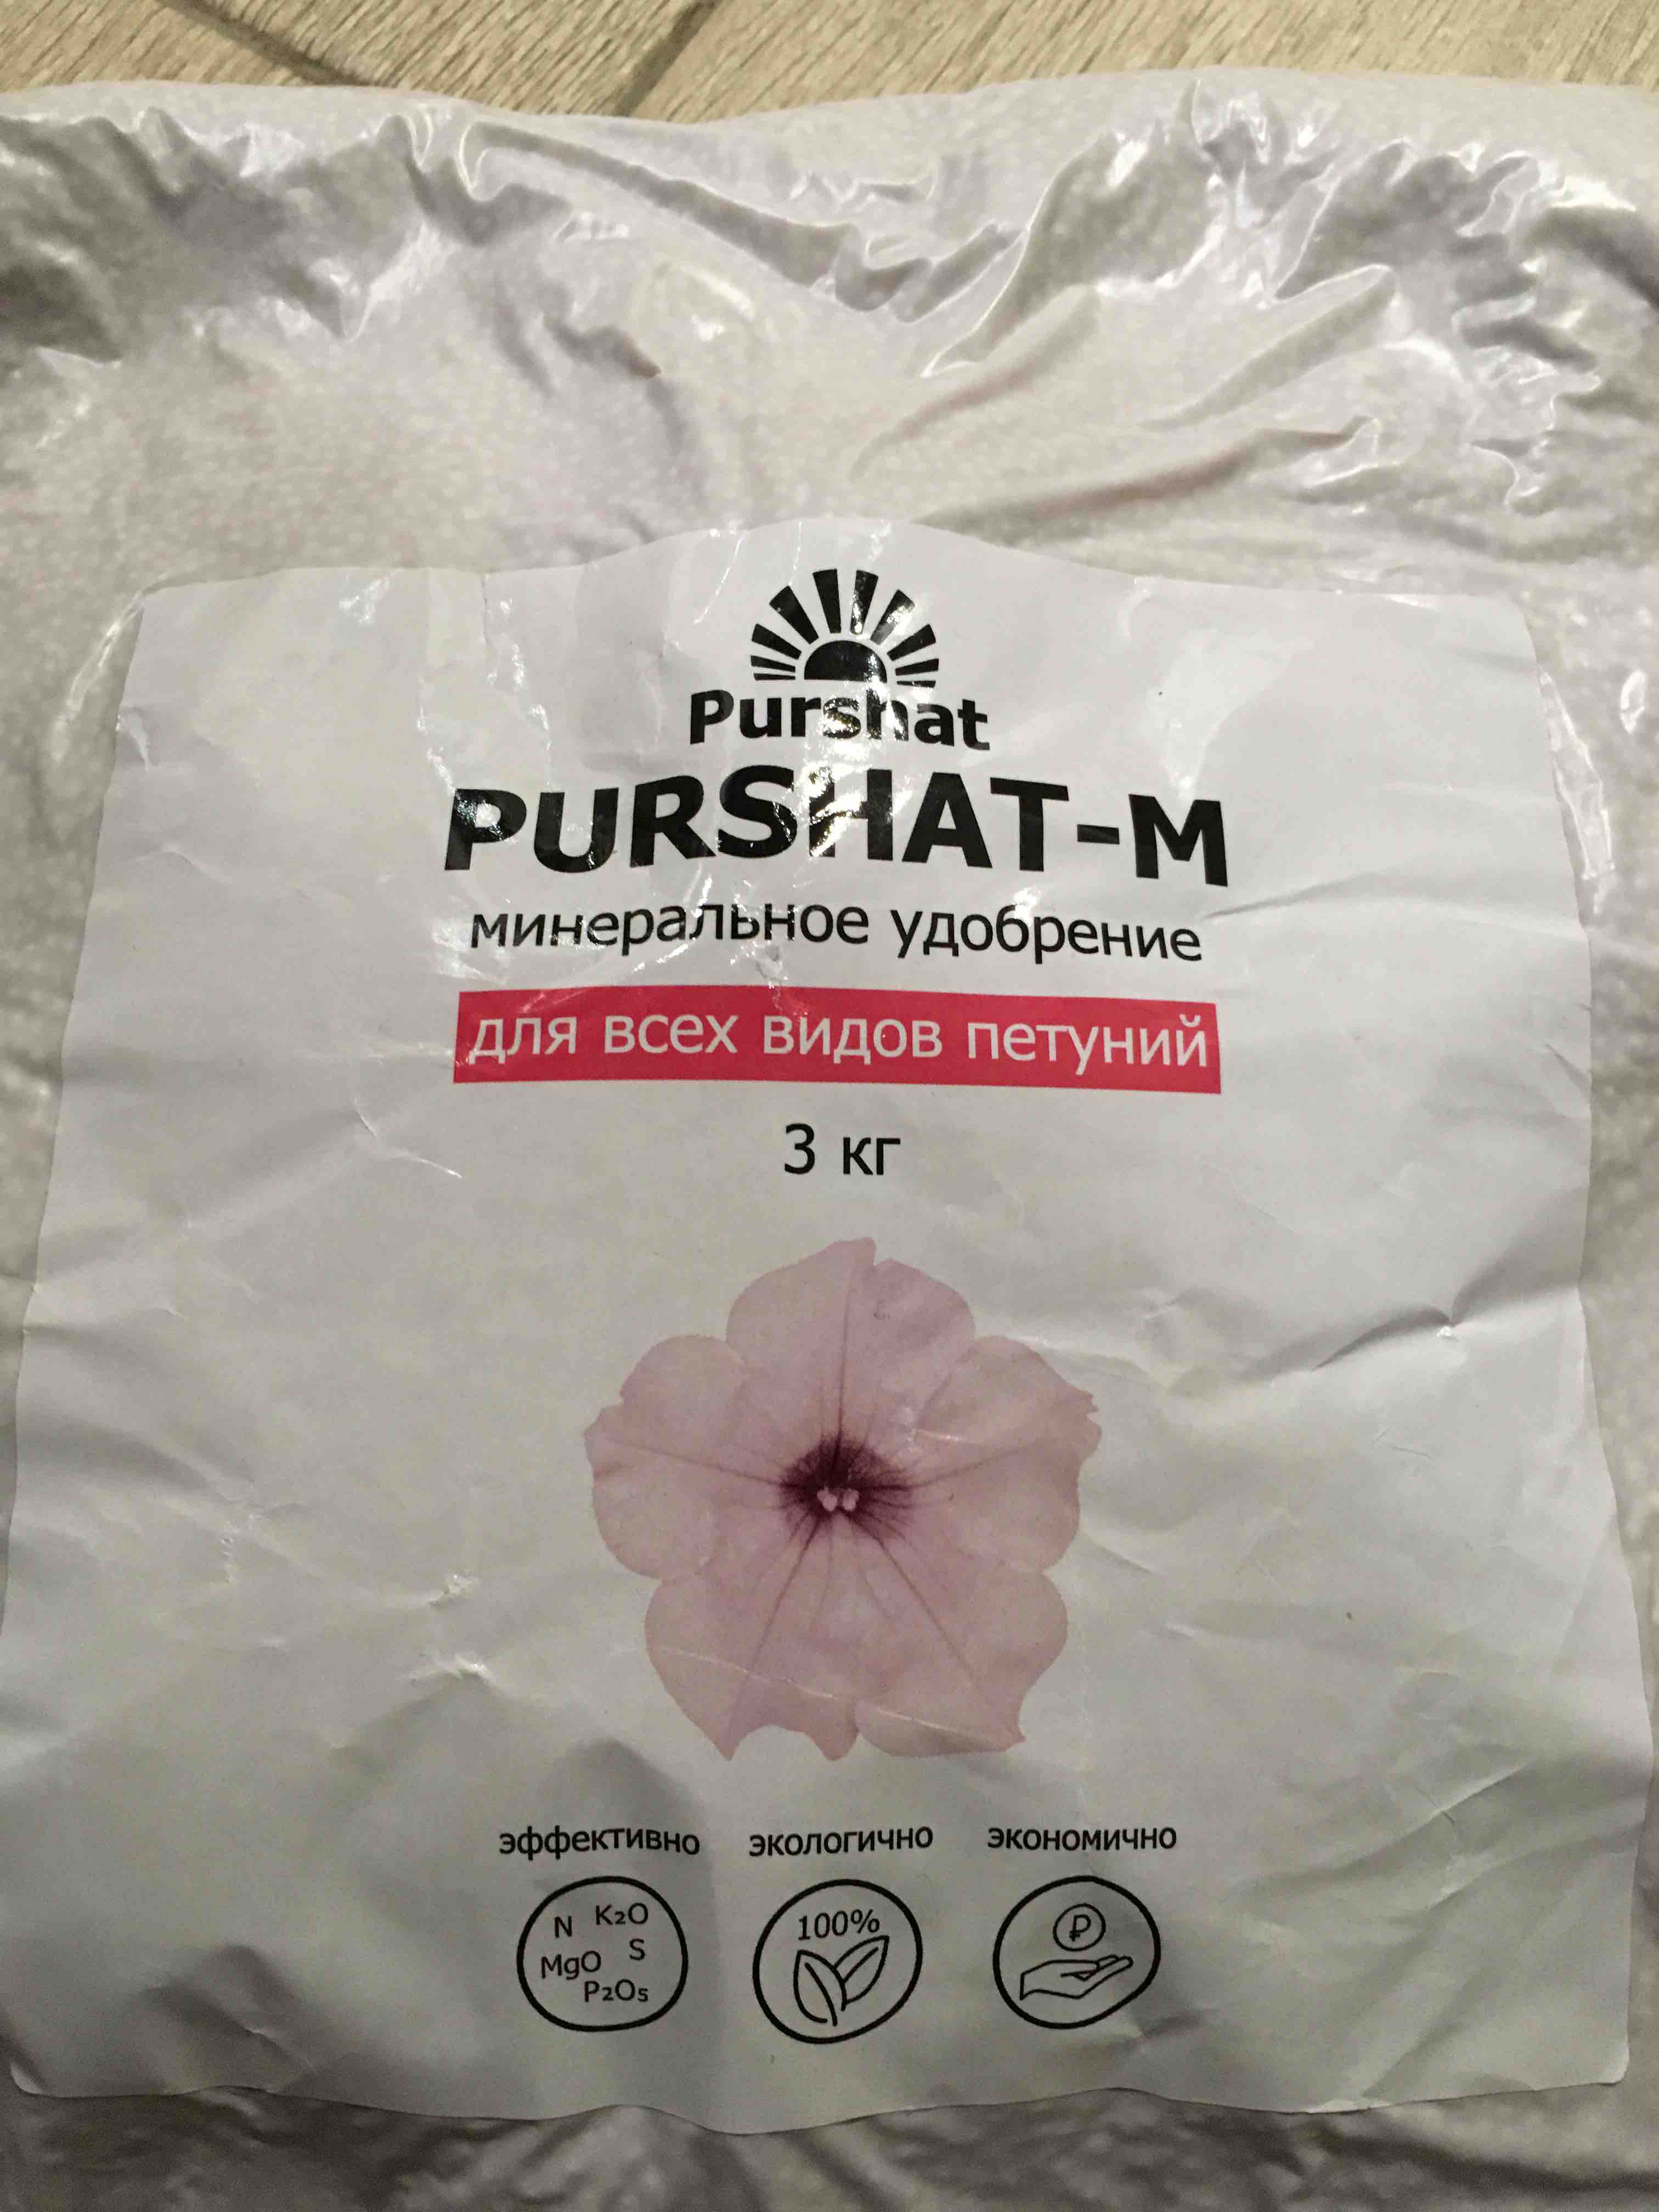 Purshat
PURSHAT-M
минеральное удобрение
для всех видов петуний
3 кг
эффективно экологично экономично
N K₂O
MgO S
P₂O₅
100%
₽